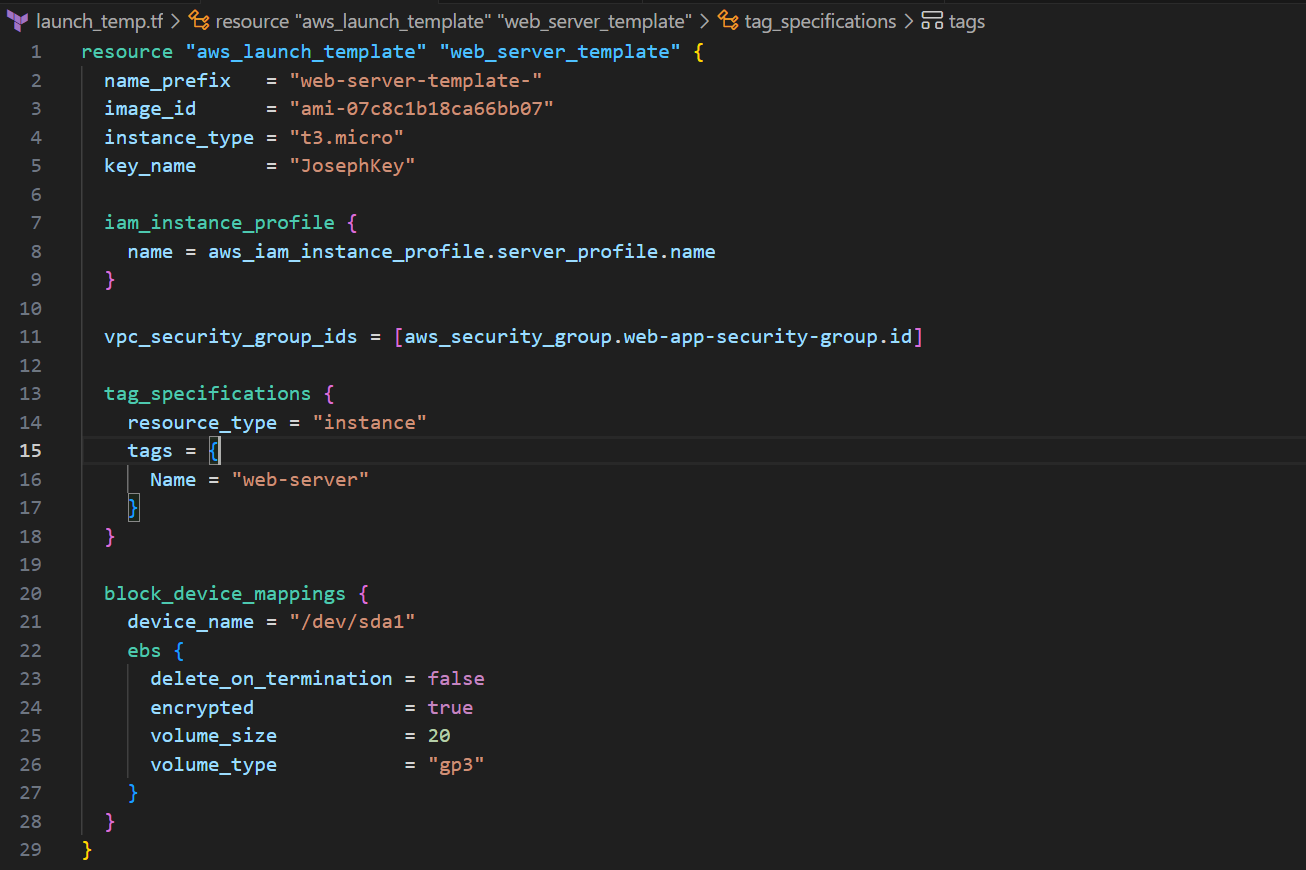 launch_temp.tf > resource "aws_launch_template" "web_server_template" > tag_specifications > tags
1 resource "aws_launch_template" "web_server_template" {
2   name_prefix   = "web-server-template-"
3   image_id      = "ami-07c8c1b18ca66bb07"
4   instance_type = "t3.micro"
5   key_name      = "JosephKey"
6
7   iam_instance_profile {
8     name = aws_iam_instance_profile.server_profile.name
9   }
10
11   vpc_security_group_ids = [aws_security_group.web-app-security-group.id]
12
13   tag_specifications {
14     resource_type = "instance"
15     tags = {
16       Name = "web-server"
17     }
18   }
19
20   block_device_mappings {
21     device_name = "/dev/sda1"
22     ebs {
23       delete_on_termination = false
24       encrypted             = true
25       volume_size           = 20
26       volume_type           = "gp3"
27     }
28   }
29 }